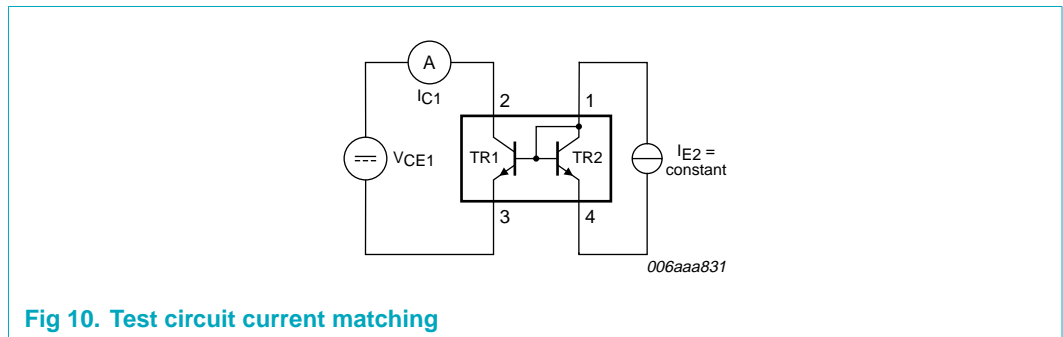 A
IC1
2
1
VCE1
TR1
TR2
IE2 =
constant
3
4
006aaa831
Fig 10. Test circuit current matching